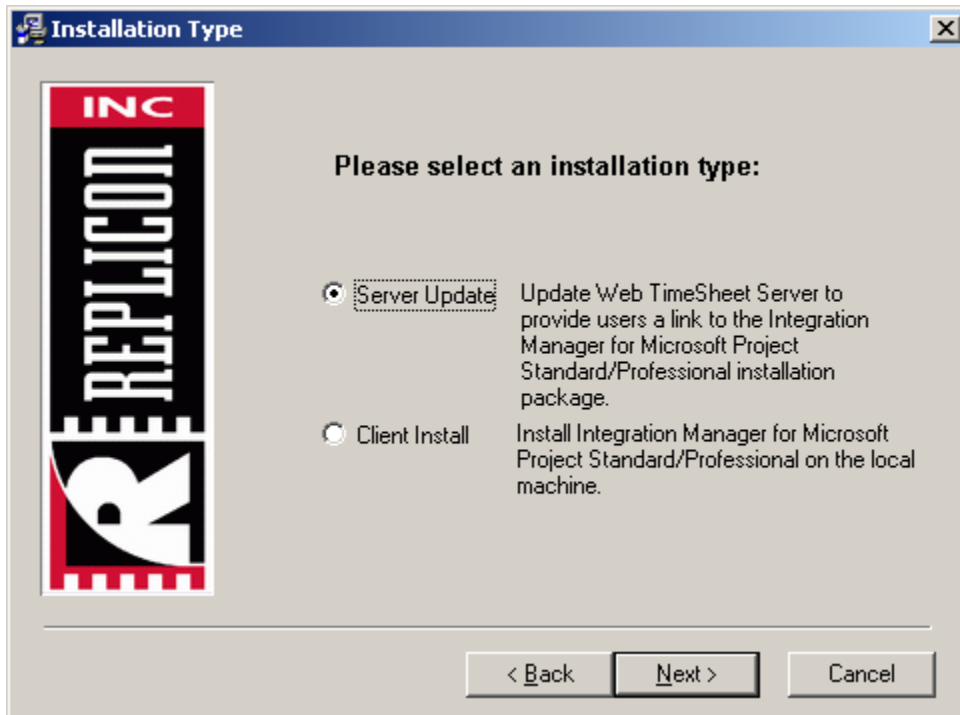 Installation Type
INC
REPLICON
R
Please select an installation type:
Server Update
Update Web TimeSheet Server to
provide users a link to the Integration
Manager for Microsoft Project
Standard/Professional installation
package.
Client Install
Install Integration Manager for Microsoft
Project Standard/Professional on the local
machine.
< Back
Next >
Cancel